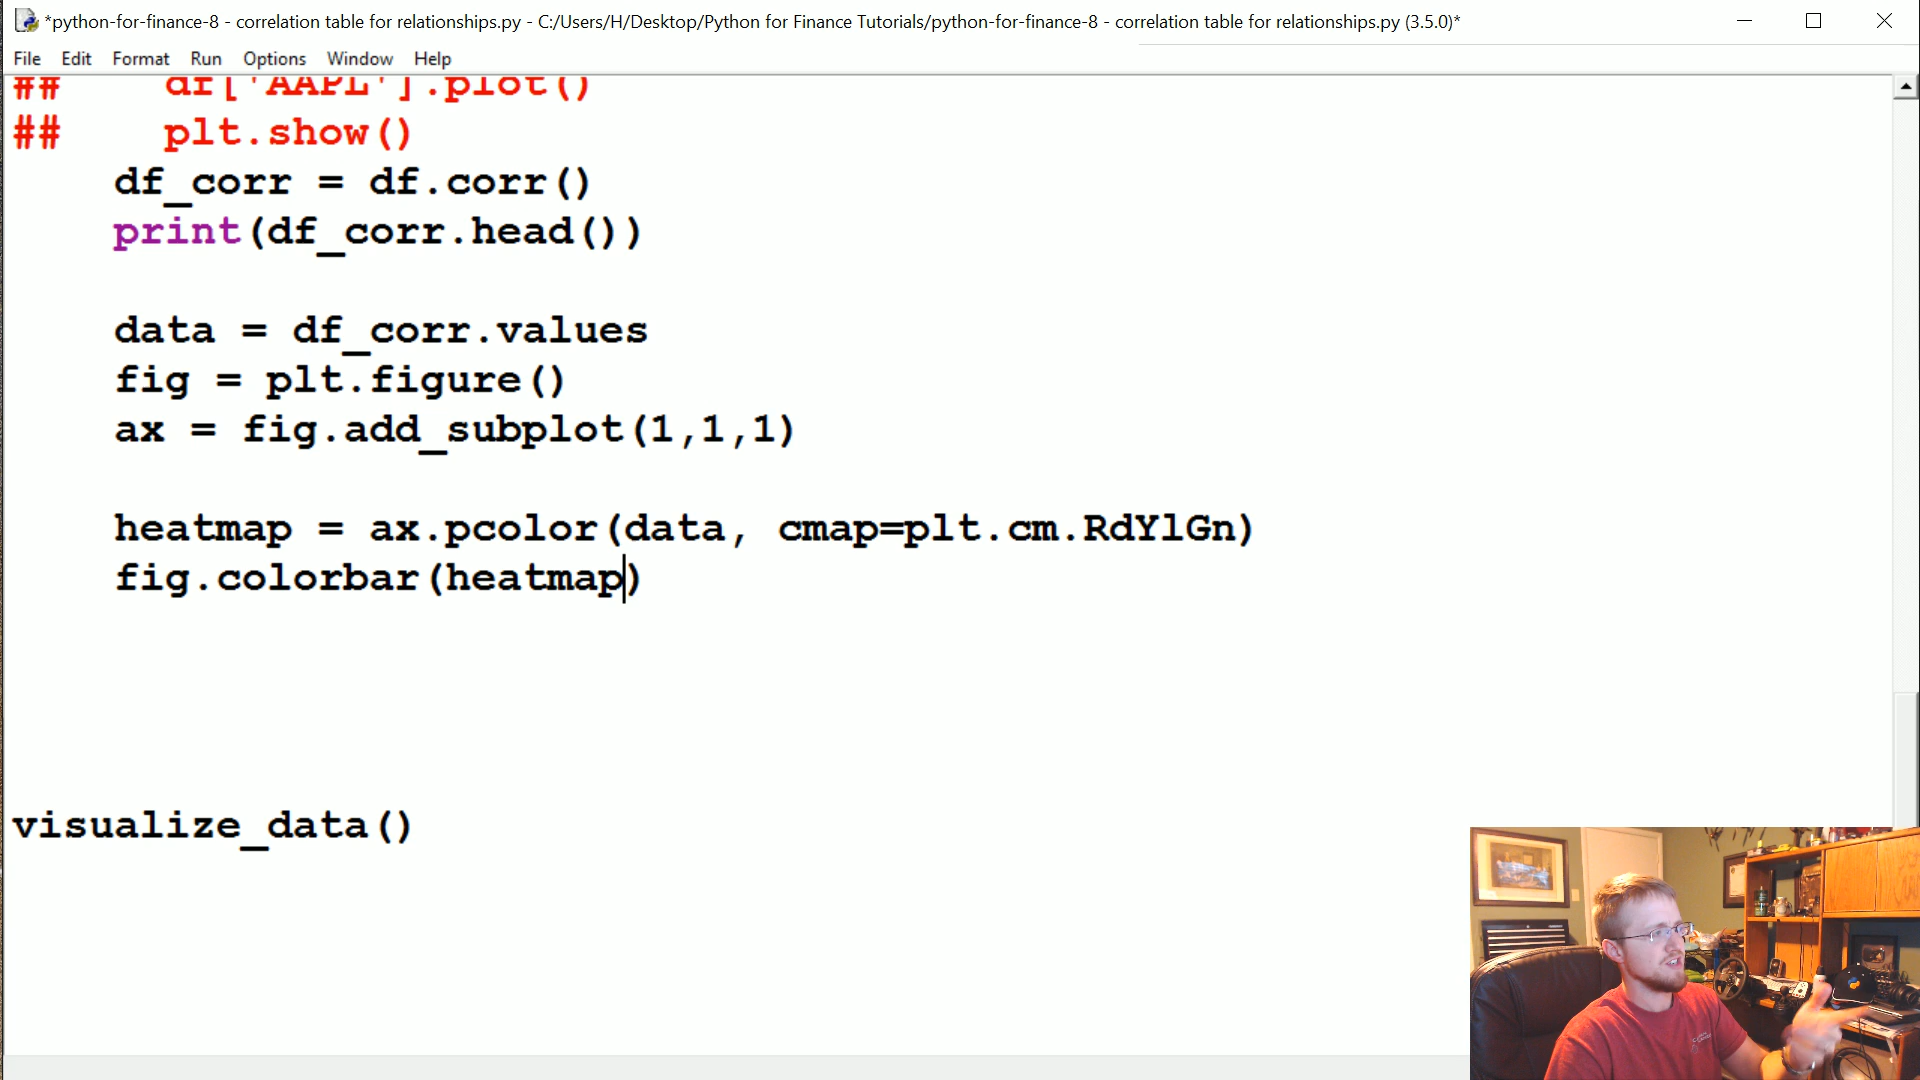 *python-for-finance-8 - correlation table for relationships.py - C:/Users/H/Desktop/Python for Finance Tutorials/python-for-finance-8 - correlation table for relationships.py (3.5.0)*
File Edit Format Run Options Window Help
## df['AAPL'].plot()
## plt.show()
df_corr = df.corr()
print(df_corr.head())
data = df_corr.values
fig = plt.figure()
ax = fig.add_subplot(1,1,1)
heatmap = ax.pcolor(data, cmap=plt.cm.RdYlGn)
fig.colorbar(heatmap)
visualize_data()